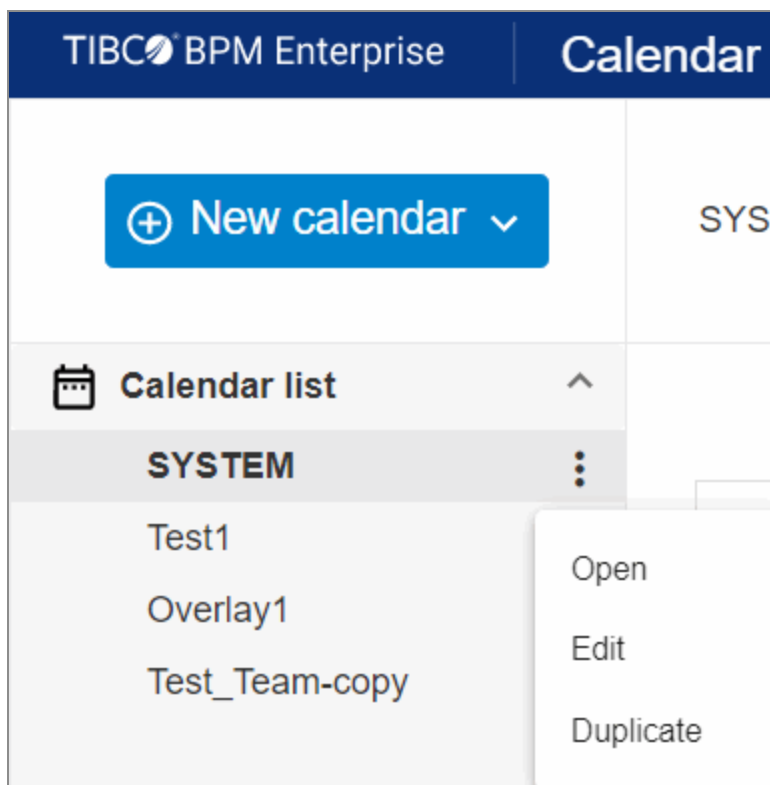 TIBCO® BPM Enterprise
Calendar
New calendar
SYS
Calendar list
SYSTEM
Test1
Overlay1
Test_Team-copy
Open
Edit
Duplicate